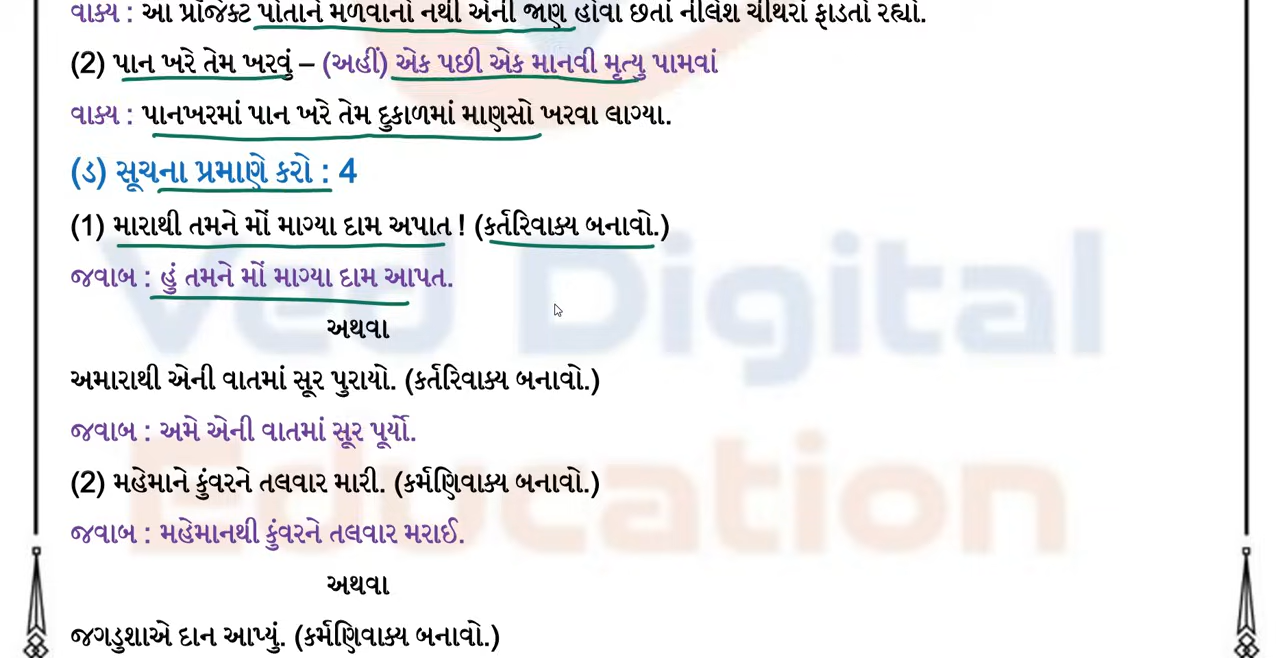 વાક્ય : આ પ્રૉજેક્ટ પોતાને મળવાનો નથી એની જાણ હોવા છતાં નીલેશ ચીથરાં ફાડતો રહ્યો.
(2) પાન ખરે તેમ ખરવું – (અહીં) એક પછી એક માનવી મૃત્યુ પામવાં
વાક્ય : પાનખરમાં પાન ખરે તેમ દુકાળમાં માણસો ખરવા લાગ્યા.
(ડ) સૂચના પ્રમાણે કરો : 4
(1) મારાથી તમને મોં માગ્યા દામ અપાત ! (કર્તરિવાક્ય બનાવો.)
જવાબ : હું તમને મોં માગ્યા દામ આપત.
અથવા
અમારાથી એની વાતમાં સૂર પુરાયો. (કર્તરિવાક્ય બનાવો.)
જવાબ : અમે એની વાતમાં સૂર પૂર્યો.
(2) મહેમાને કુંવરને તલવાર મારી. (કર્મણિવાક્ય બનાવો.)
જવાબ : મહેમાનથી કુંવરને તલવાર મરાઈ.
અથવા
જગડુશાએ દાન આપ્યું. (કર્મણિવાક્ય બનાવો.)
Ved Digital
Education